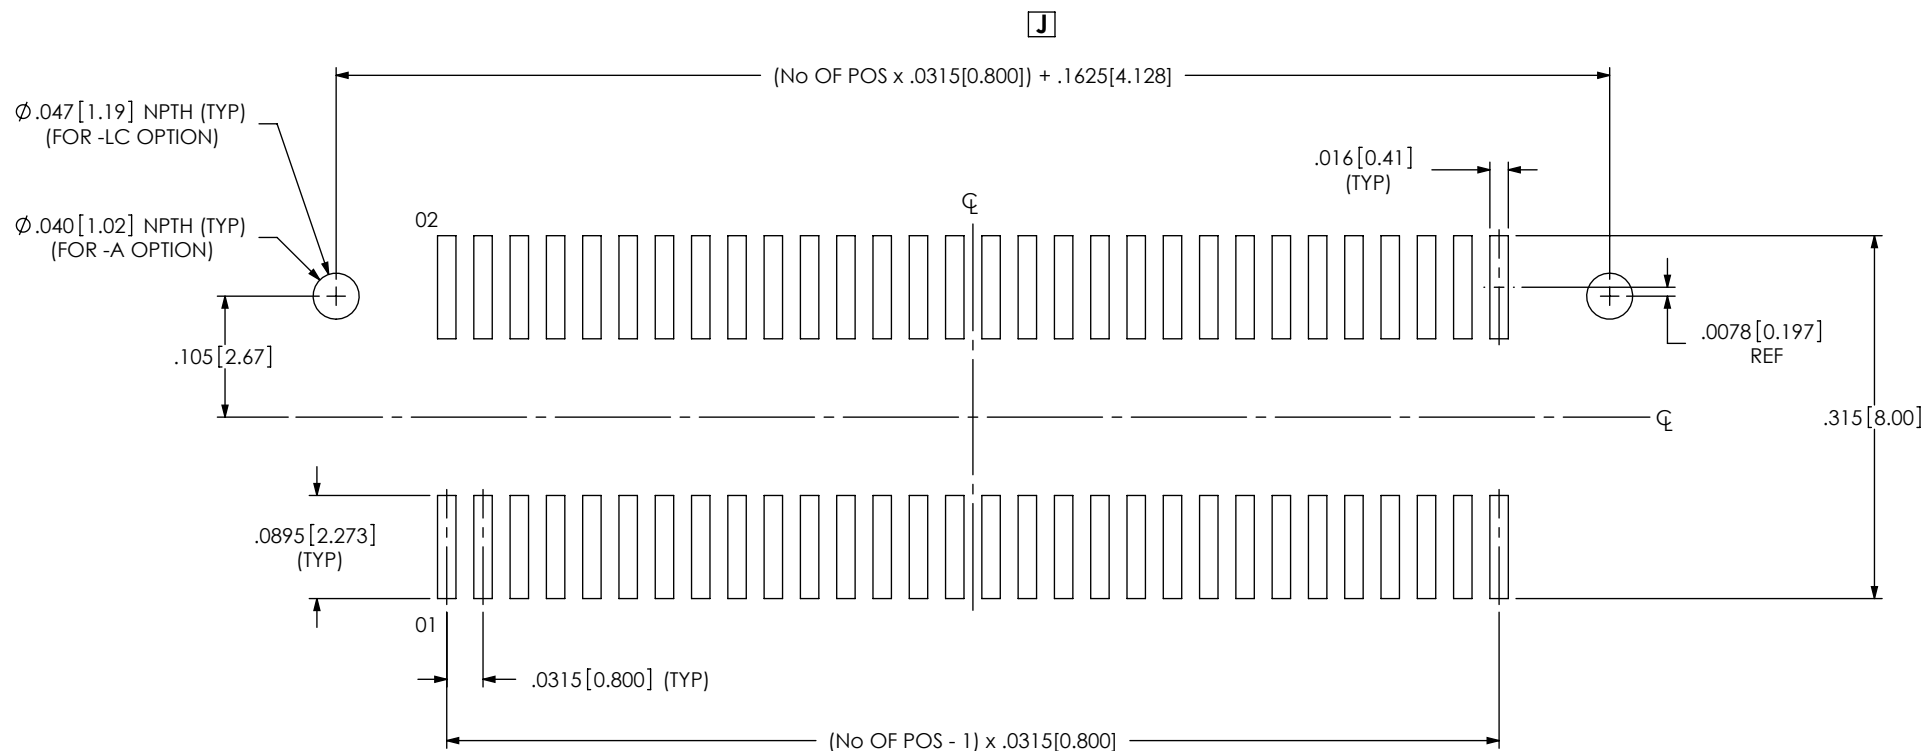 J
(No OF POS x .0315[0.800]) + .1625[4.128]
Ø.047[1.19] NPTH (TYP)
(FOR -LC OPTION)
.016[0.41]
(TYP)
Ø.040[1.02] NPTH (TYP)
(FOR -A OPTION)
02
℄
.105[2.67]
.0078[0.197]
REF
℄
.315[8.00]
.0895[2.273]
(TYP)
01
.0315[0.800] (TYP)
(No OF POS - 1) x .0315[0.800]